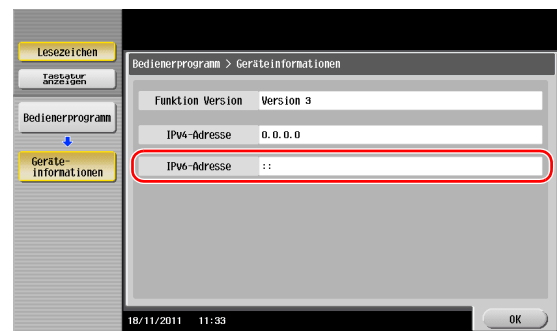 Lesezeichen
Tastatur
anzeigen
Bedienerprogramm
Geräte-
informationen
Bedienerprogramm > Geräteinformationen
Funktion Version Version 3
IPv4-Adresse 0.0.0.0
IPv6-Adresse ::
18/11/2011 11:33
OK